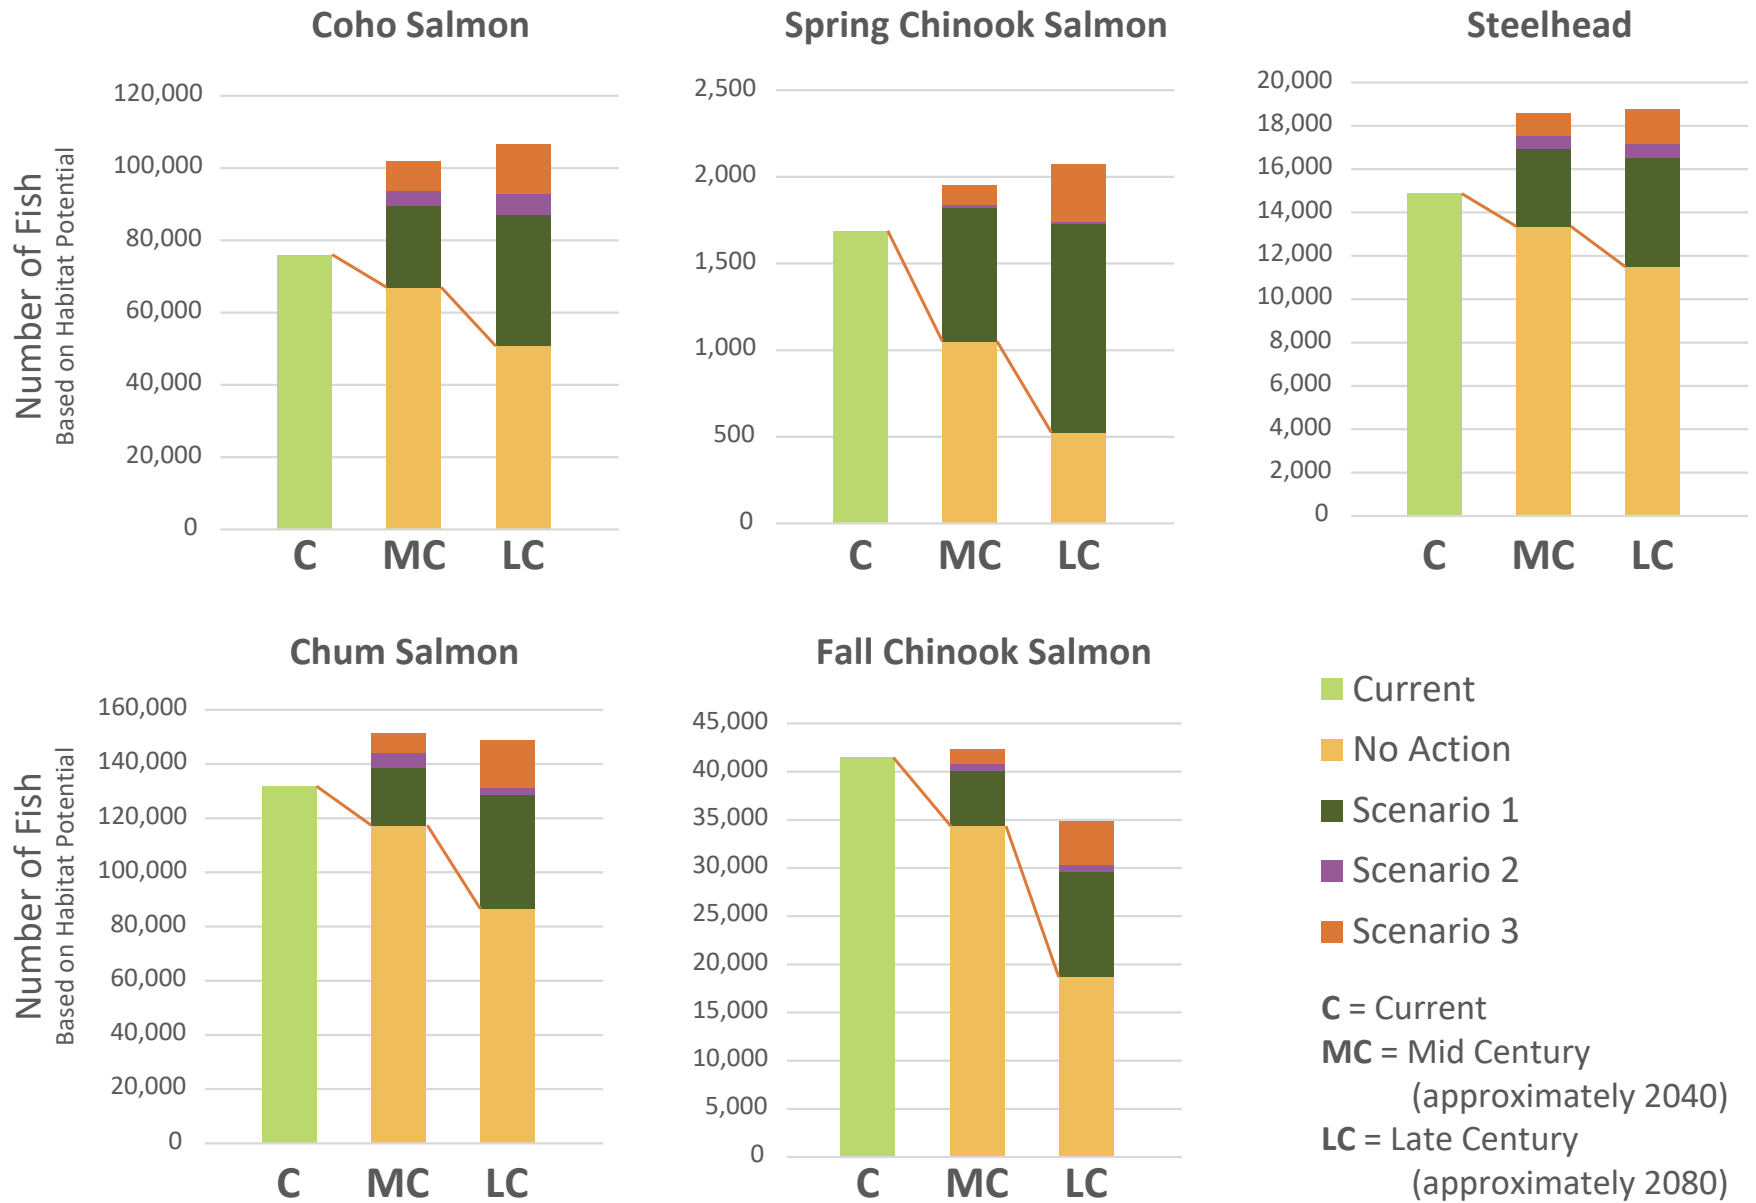 Coho Salmon
Number of Fish
Based on Habitat Potential
120,000
100,000
80,000
60,000
40,000
20,000
0
C MC LC
Spring Chinook Salmon
2,500
2,000
1,500
1,000
500
0
C MC LC
Steelhead
20,000
18,000
16,000
14,000
12,000
10,000
8,000
6,000
4,000
2,000
0
C MC LC
Chum Salmon
Number of Fish
Based on Habitat Potential
160,000
140,000
120,000
100,000
80,000
60,000
40,000
20,000
0
C MC LC
Fall Chinook Salmon
45,000
40,000
35,000
30,000
25,000
20,000
15,000
10,000
5,000
0
C MC LC
Current
No Action
Scenario 1
Scenario 2
Scenario 3
C = Current
MC = Mid Century
(approximately 2040)
LC = Late Century
(approximately 2080)